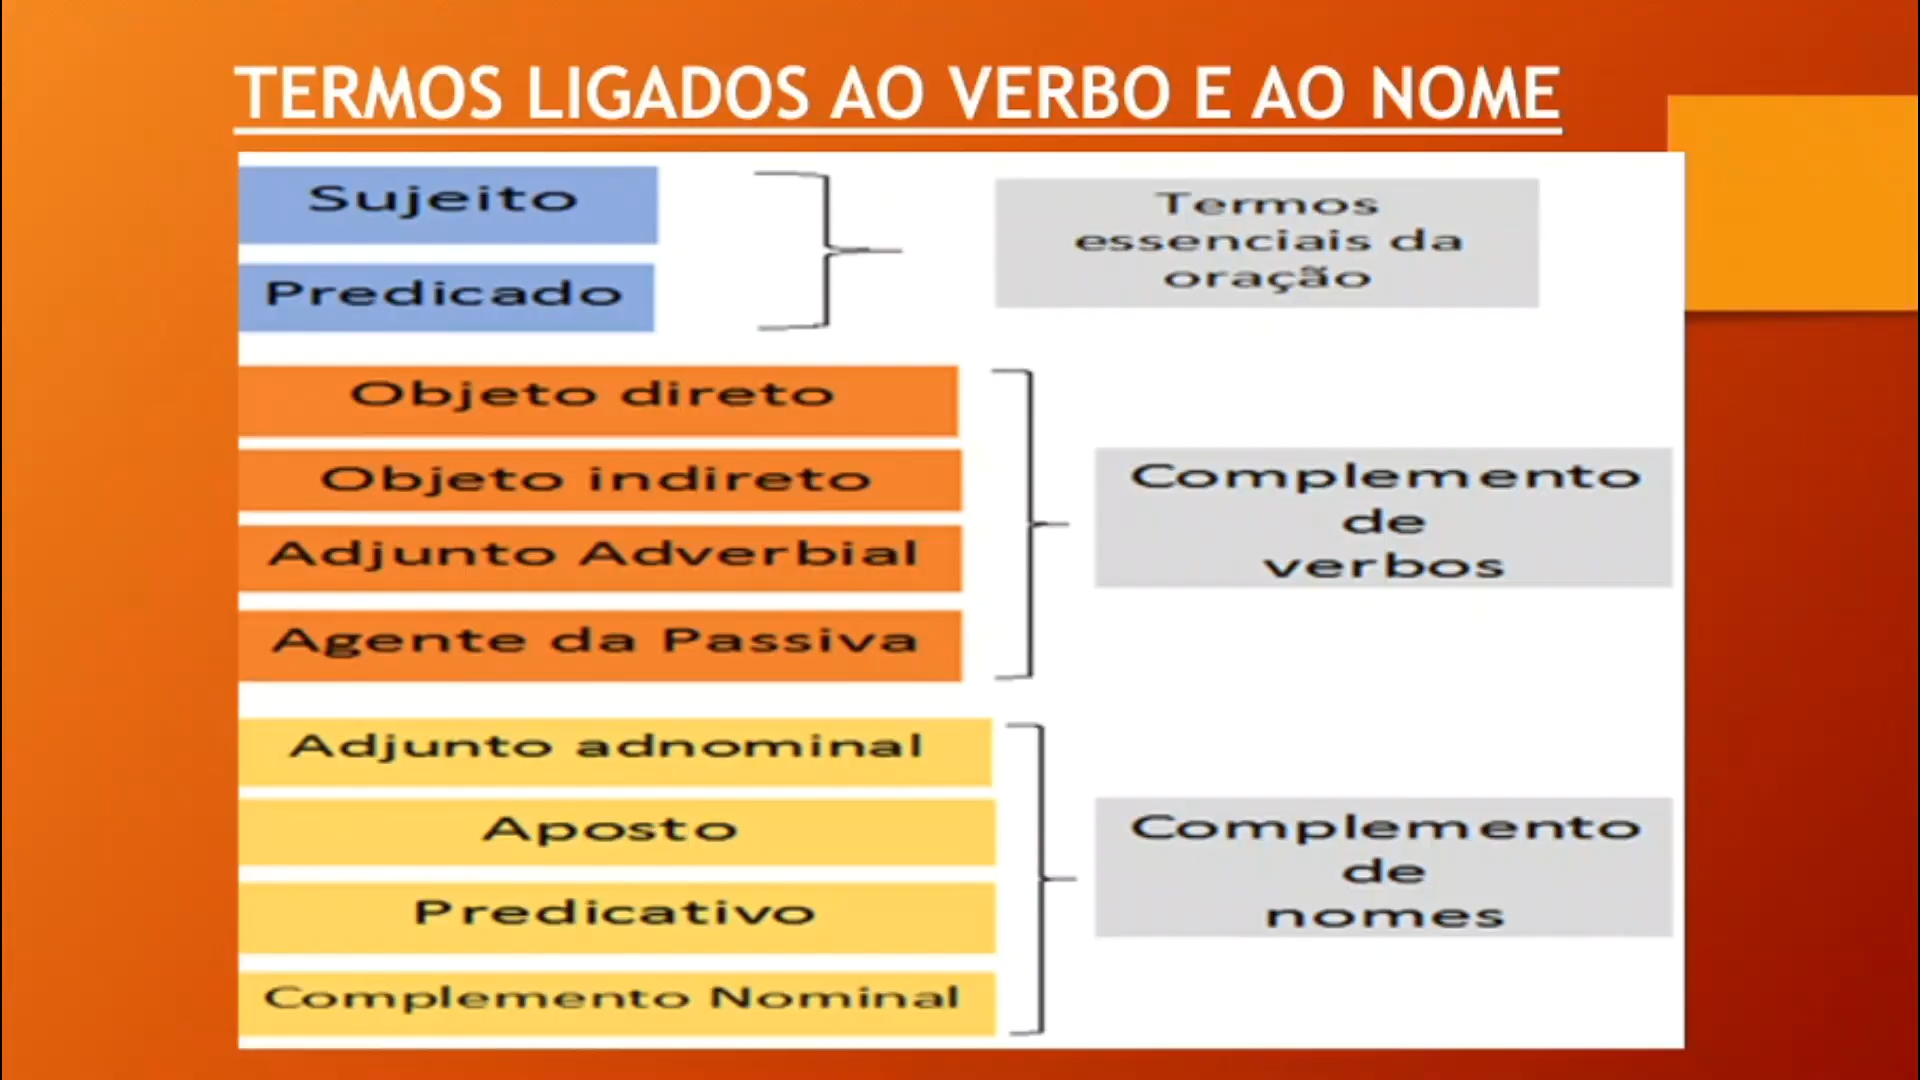 TERMOS LIGADOS AO VERBO E AO NOME
Sujeito
Predicado
Termos
essenciais da
oração
Objeto direto
Objeto indireto
Adjunto Adverbial
Agente da Passiva
Complemento
de
verbos
Adjunto adnominal
Aposto
Predicativo
Complemento Nominal
Complemento
de
nomes